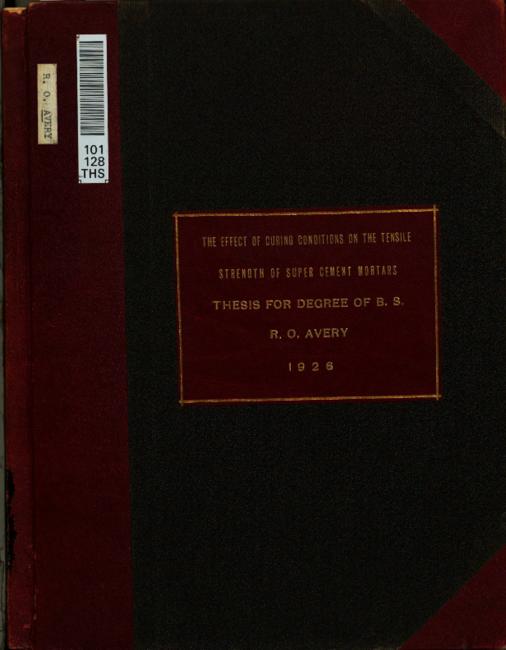 R. O. AVERY
101
128
THS
THE EFFECT OF CURING CONDITIONS ON THE TENSILE
STRENGTH OF SUPER CEMENT MORTARS
THESIS FOR DEGREE OF B. S.
R. O. AVERY
1926